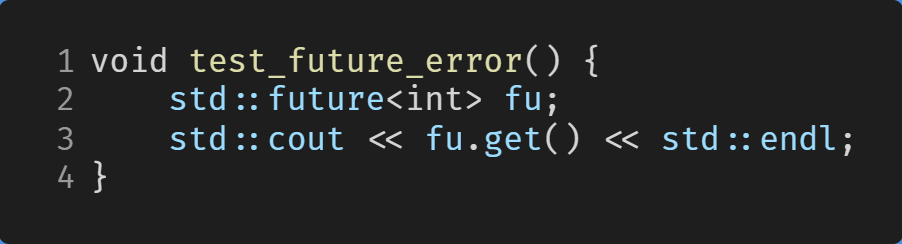 1 void test_future_error() {
2     std::future<int> fu;
3     std::cout << fu.get() << std::endl;
4 }